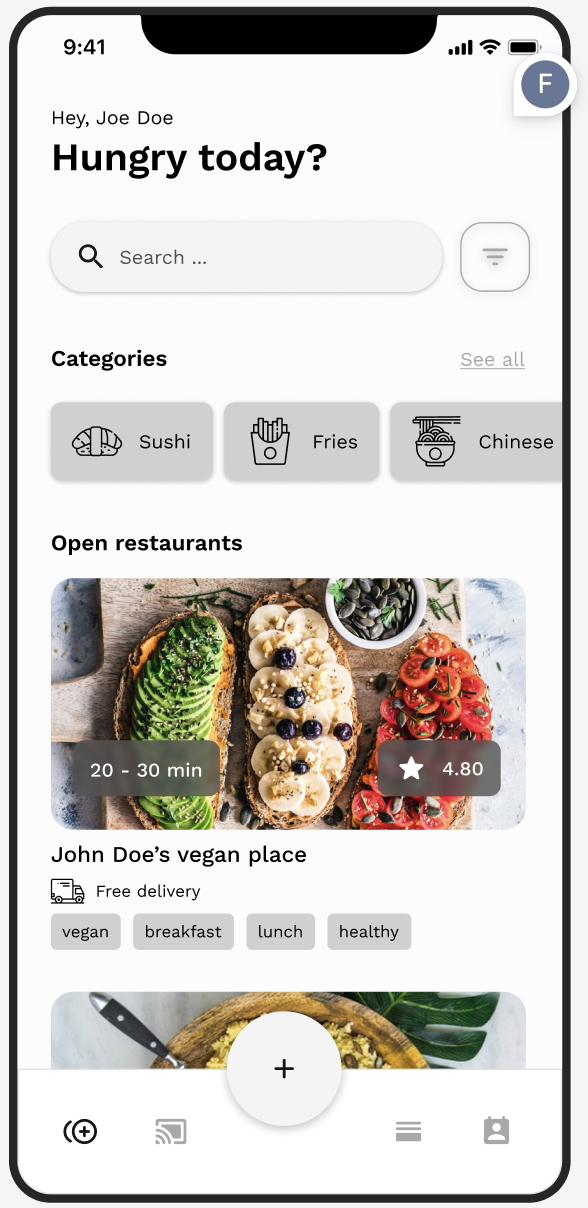 9:41
F
Hey, Joe Doe
Hungry today?
Search ...
Categories
See all
Sushi
Fries
Chinese
Open restaurants
20 - 30 min
4.80
John Doe’s vegan place
Free delivery
vegan
breakfast
lunch
healthy
+